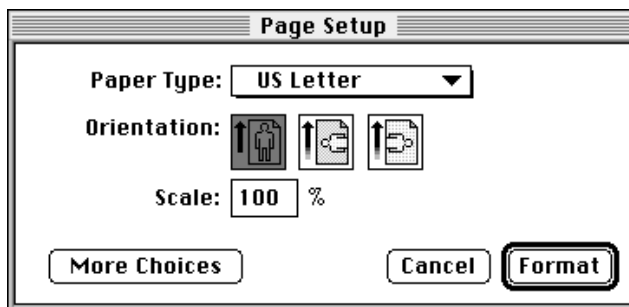 Page Setup
Paper Type: US Letter
Orientation:
Scale: 100 %
More Choices Cancel Format